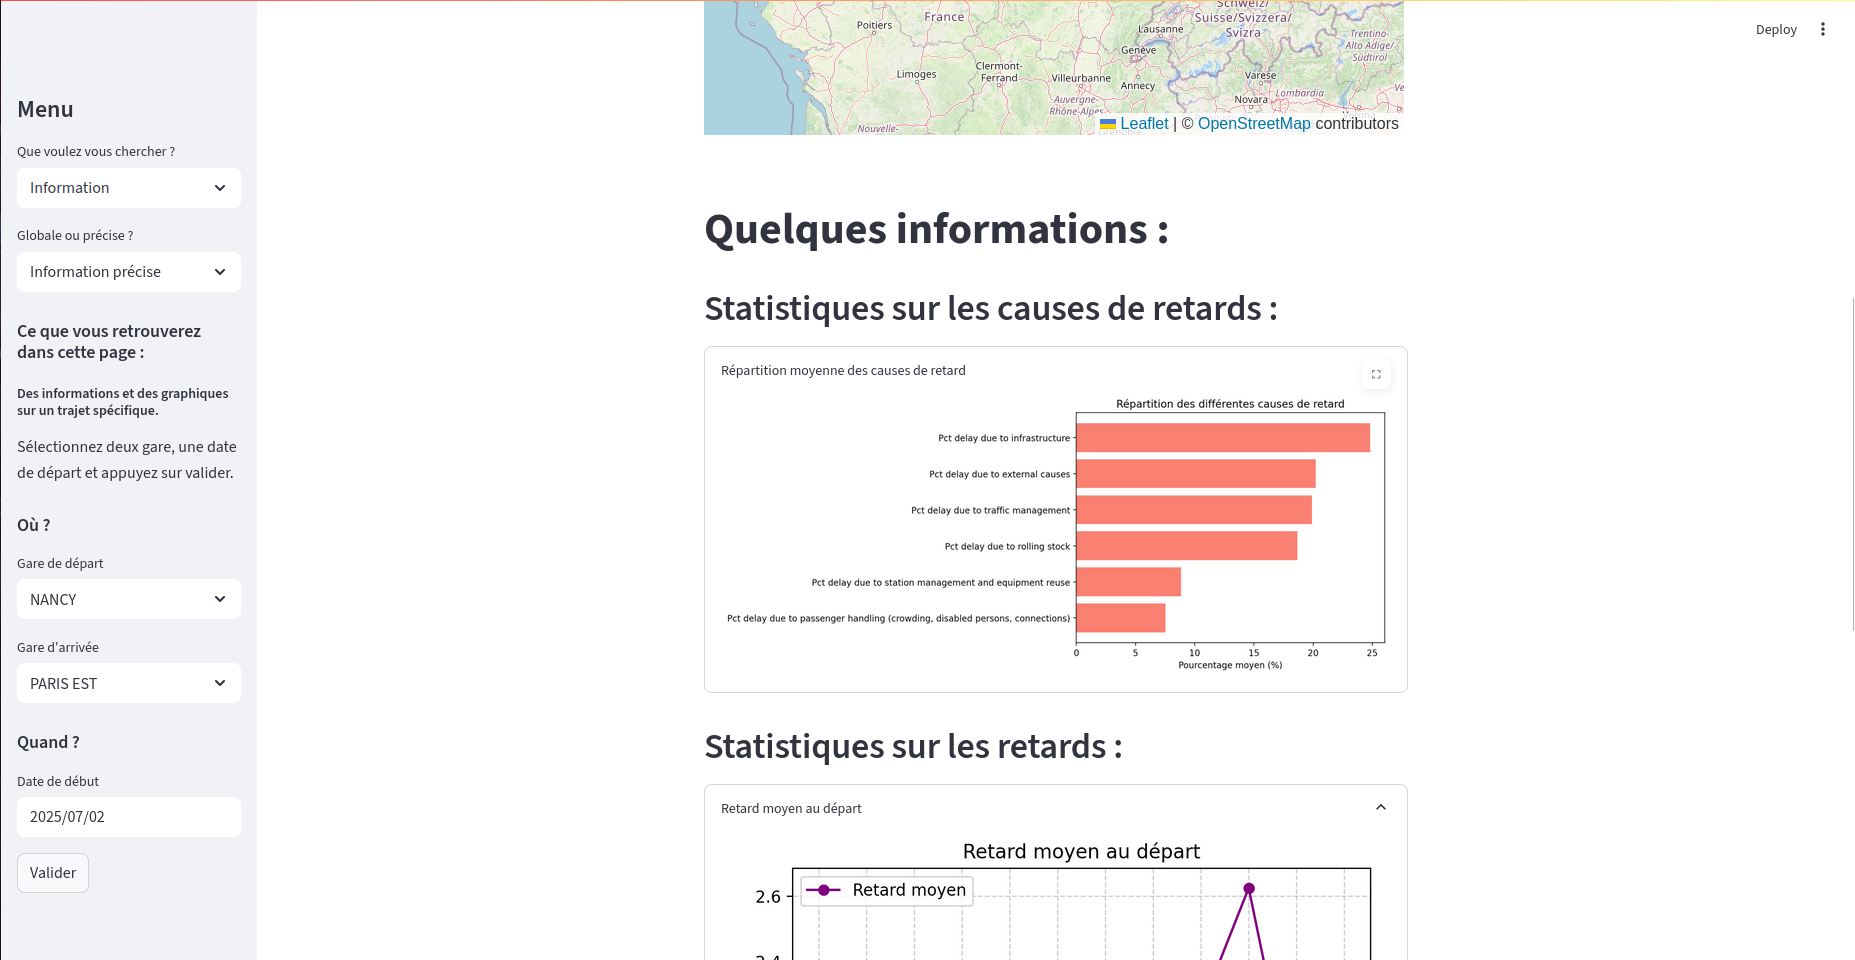 Deploy
Menu
Que voulez vous chercher ?
Information
Globale ou précise ?
Information précise
Ce que vous retrouverez
dans cette page :
Des informations et des graphiques
sur un trajet spécifique.
Sélectionnez deux gare, une date
de départ et appuyez sur valider.
Où ?
Gare de départ
NANCY
Gare d'arrivée
PARIS EST
Quand ?
Date de début
2025/07/02
Valider
Schweiz/
Suisse/Svizzera/
Svizra
France
Poitiers
Lausanne
Trentino-
Alto Adige/
Südtirol
Genève
Limoges
Clermont-
Ferrand
Villeurbanne
Annecy
Varese
Auvergne-
Rhône-Alpes
Novara
Lombardia
Nouvelle-
Leaflet | © OpenStreetMap contributors
Quelques informations :
Statistiques sur les causes de retards :
Répartition moyenne des causes de retard
Répartition des différentes causes de retard
Pct delay due to infrastructure
Pct delay due to external causes
Pct delay due to traffic management
Pct delay due to rolling stock
Pct delay due to station management and equipment reuse
Pct delay due to passenger handling (crowding, disabled persons, connections)
0 5 10 15 20 25
Pourcentage moyen (%)
Statistiques sur les retards :
Retard moyen au départ
Retard moyen au départ
Retard moyen
2.6